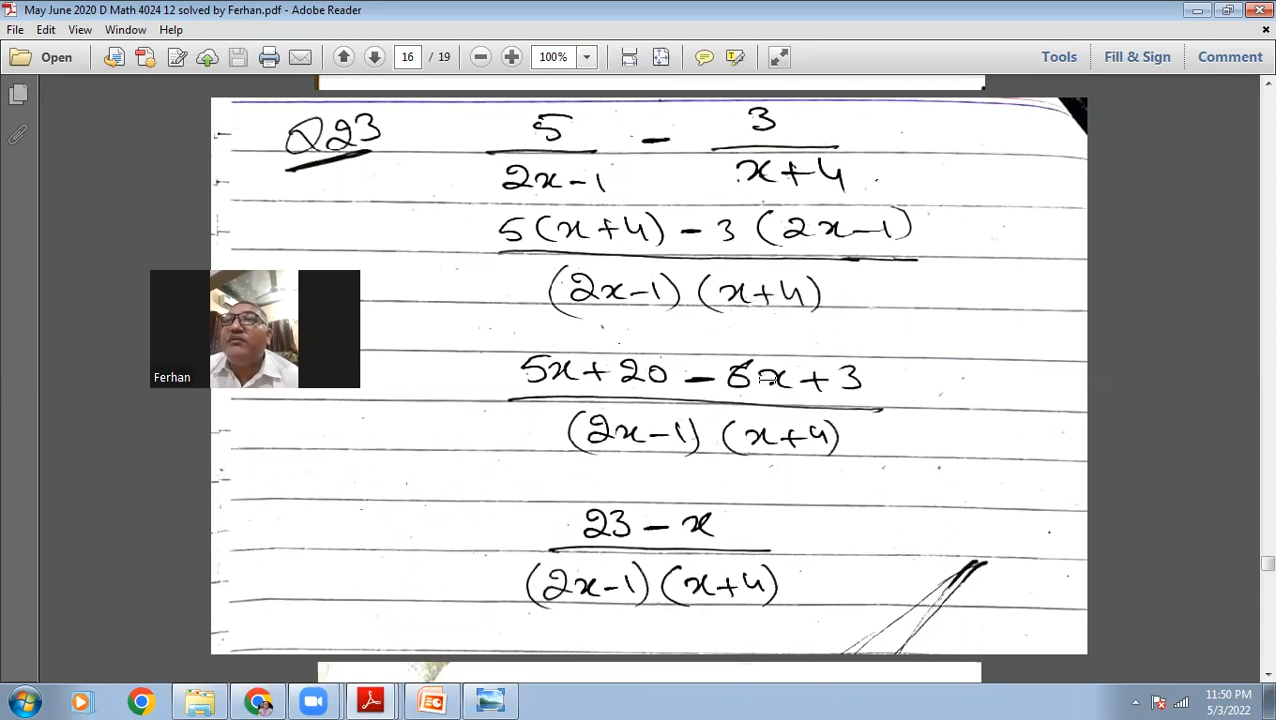 May June 2020 D Math 4024 12 solved by Ferhan.pdf - Adobe Reader
File Edit View Window Help
Open 16 / 19 100% Tools Fill & Sign Comment
Q23 5/(2x-1) - 3/(x+4)
5(x+4) - 3(2x-1)
(2x-1)(x+4)
Ferhan
5x+20 - 6x+3
(2x-1)(x+4)
23 - x
(2x-1)(x+4)
11:50 PM
5/3/2022